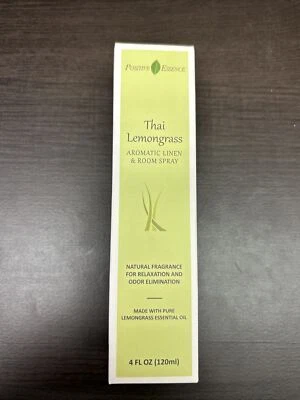 POSITIVE ESSENCE
Thai
Lemongrass
AROMATIC LINEN
& ROOM SPRAY
NATURAL FRAGRANCE
FOR RELAXATION AND
ODOR ELIMINATION
MADE WITH PURE
LEMONGRASS ESSENTIAL OIL
4 FL OZ (120ml)